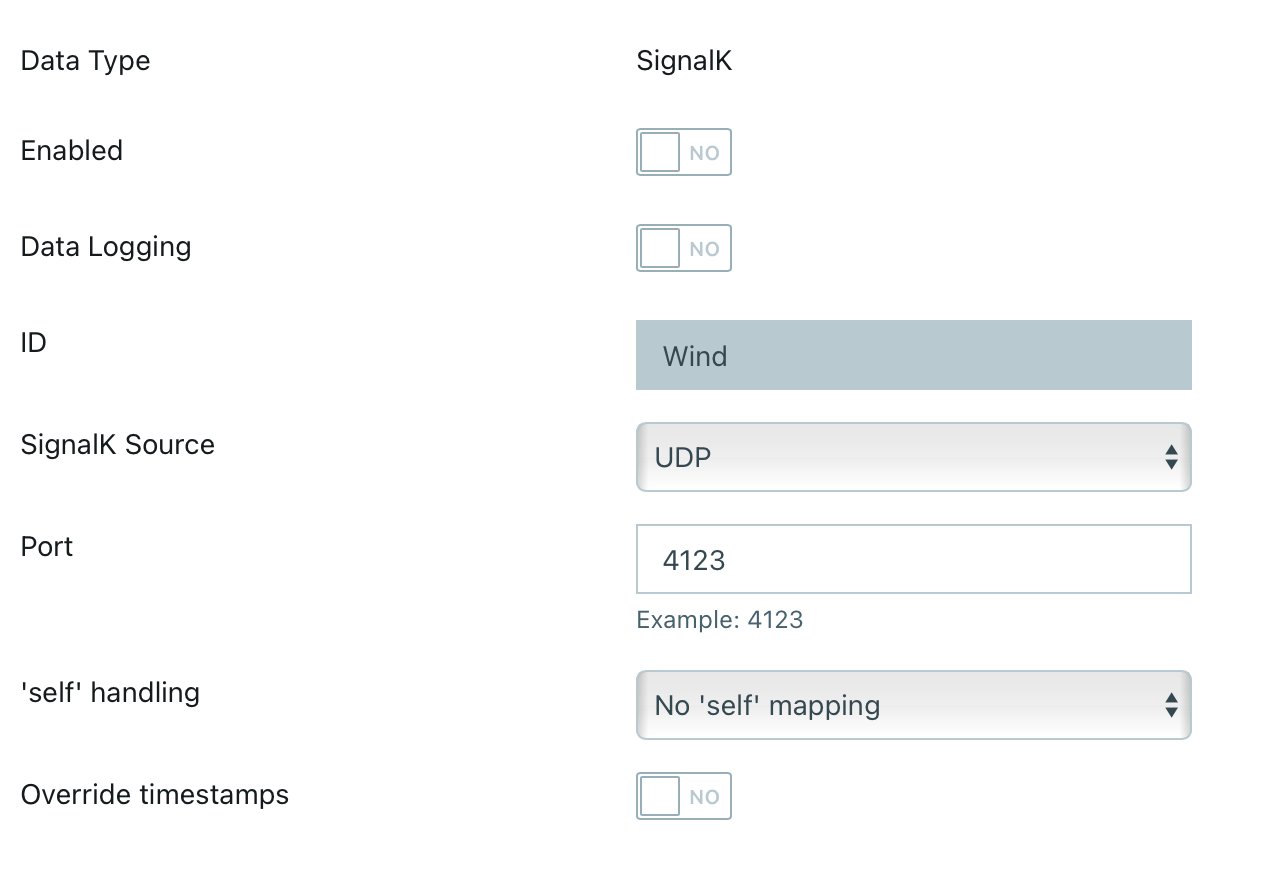 Data Type SignalK
Enabled NO
Data Logging NO
ID Wind
SignalK Source UDP
Port 4123
Example: 4123
'self' handling No 'self' mapping
Override timestamps NO